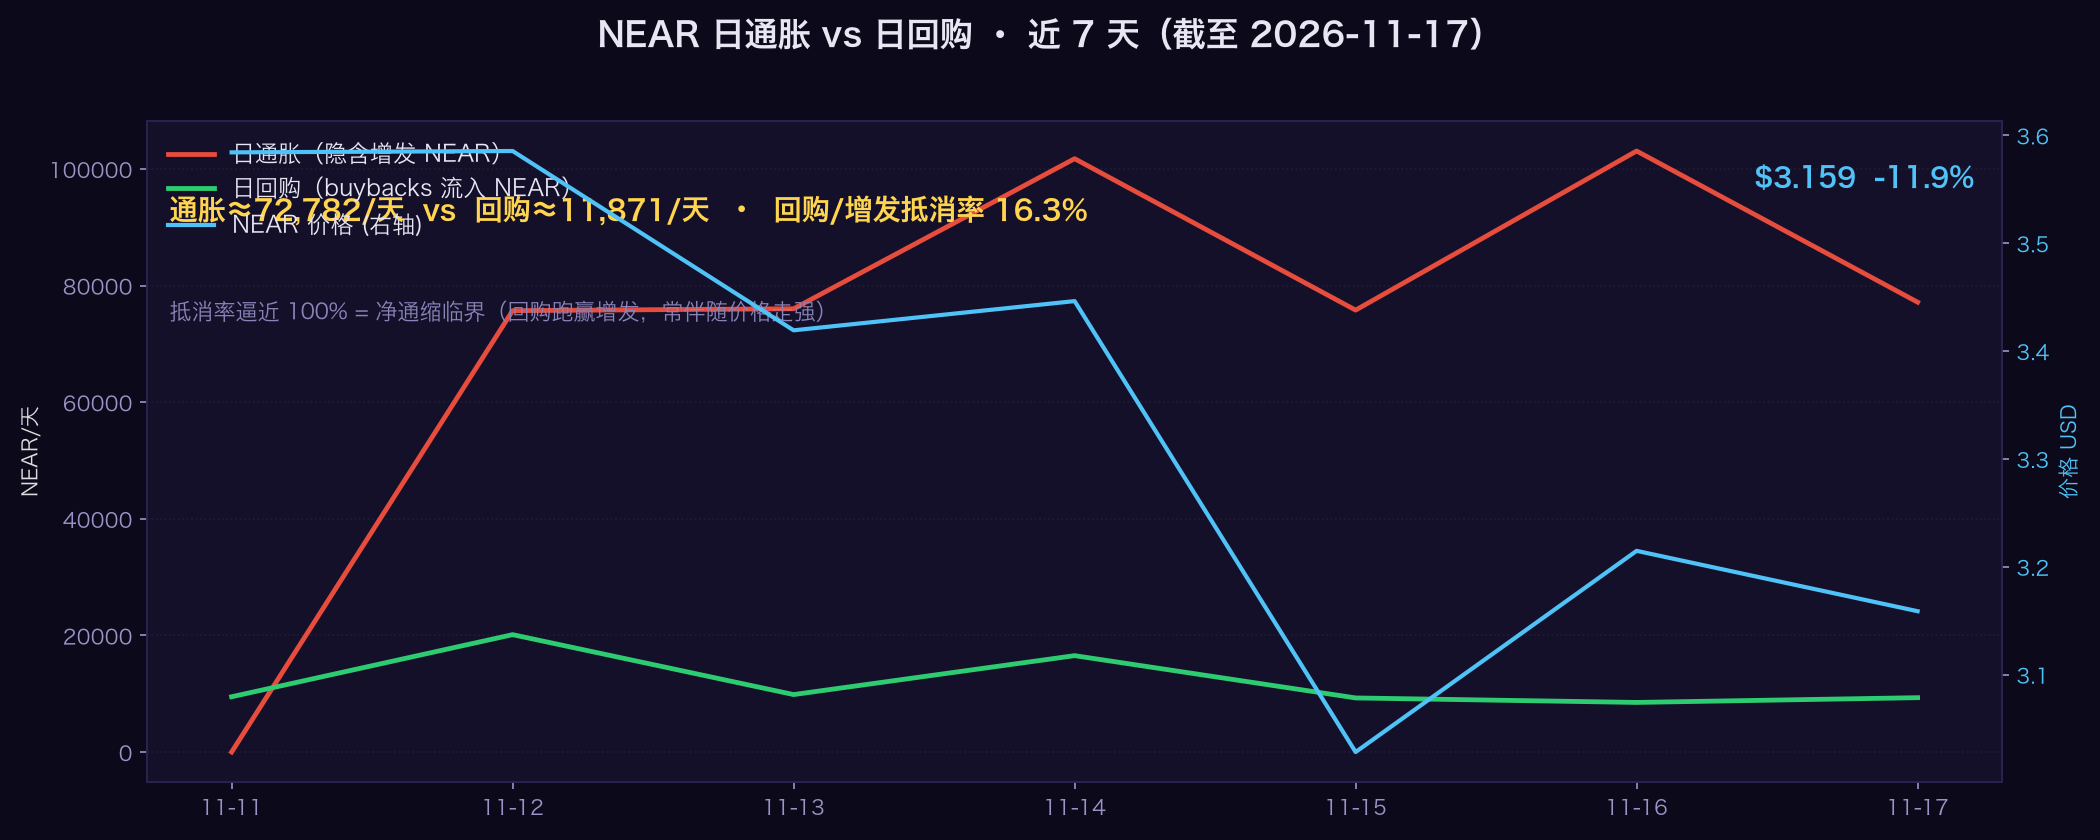 NEAR 日通胀 vs 日回购 · 近 7 天（截至 2026-11-17）
日通胀（隐含增发 NEAR）
日回购（buybacks 流入 NEAR）
通胀≈72,782/天 vs 回购≈11,871/天 · 回购/增发抵消率 16.3%
NEAR 价格 (右轴)
$3.159 -11.9%
抵消率逼近 100% = 净通缩临界（回购跑赢增发，常伴随价格走强）
NEAR/天
100000
80000
60000
40000
20000
0
价格 USD
3.6
3.5
3.4
3.3
3.2
3.1
11-11
11-12
11-13
11-14
11-15
11-16
11-17